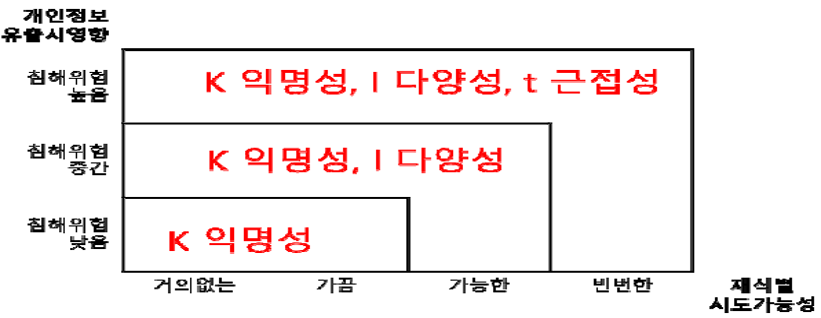 개인정보
유출시영향
침해위험
높음
K 익명성, l 다양성, t 근접성
침해위험
중간
K 익명성, l 다양성
침해위험
낮음
K 익명성
거의없는 가끔 가능한 빈번한
재식별
시도가능성